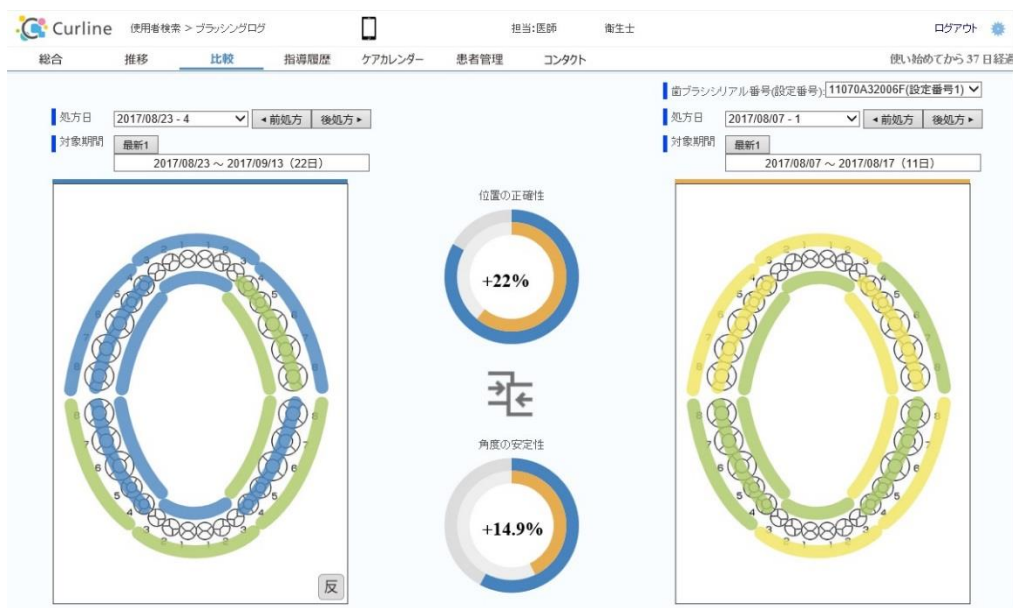 Curline 使用者検索 > ブラッシングログ 担当:医師 衛生士 ログアウト
総合 推移 比較 指導履歴 ケアカレンダー 患者管理 コンタクト 使い始めてから 37 日経過
歯ブラシシリアル番号(設定番号): 11070A32006F(設定番号1)
処方日 2017/08/23 - 4 ◂前処方 後処方▸
対象期間 最新1
2017/08/23 ～ 2017/09/13（22日）
処方日 2017/08/07 - 1 ◂前処方 後処方▸
対象期間 最新1
2017/08/07 ～ 2017/08/17（11日）
位置の正確性
+22%
角度の安定性
+14.9%
反